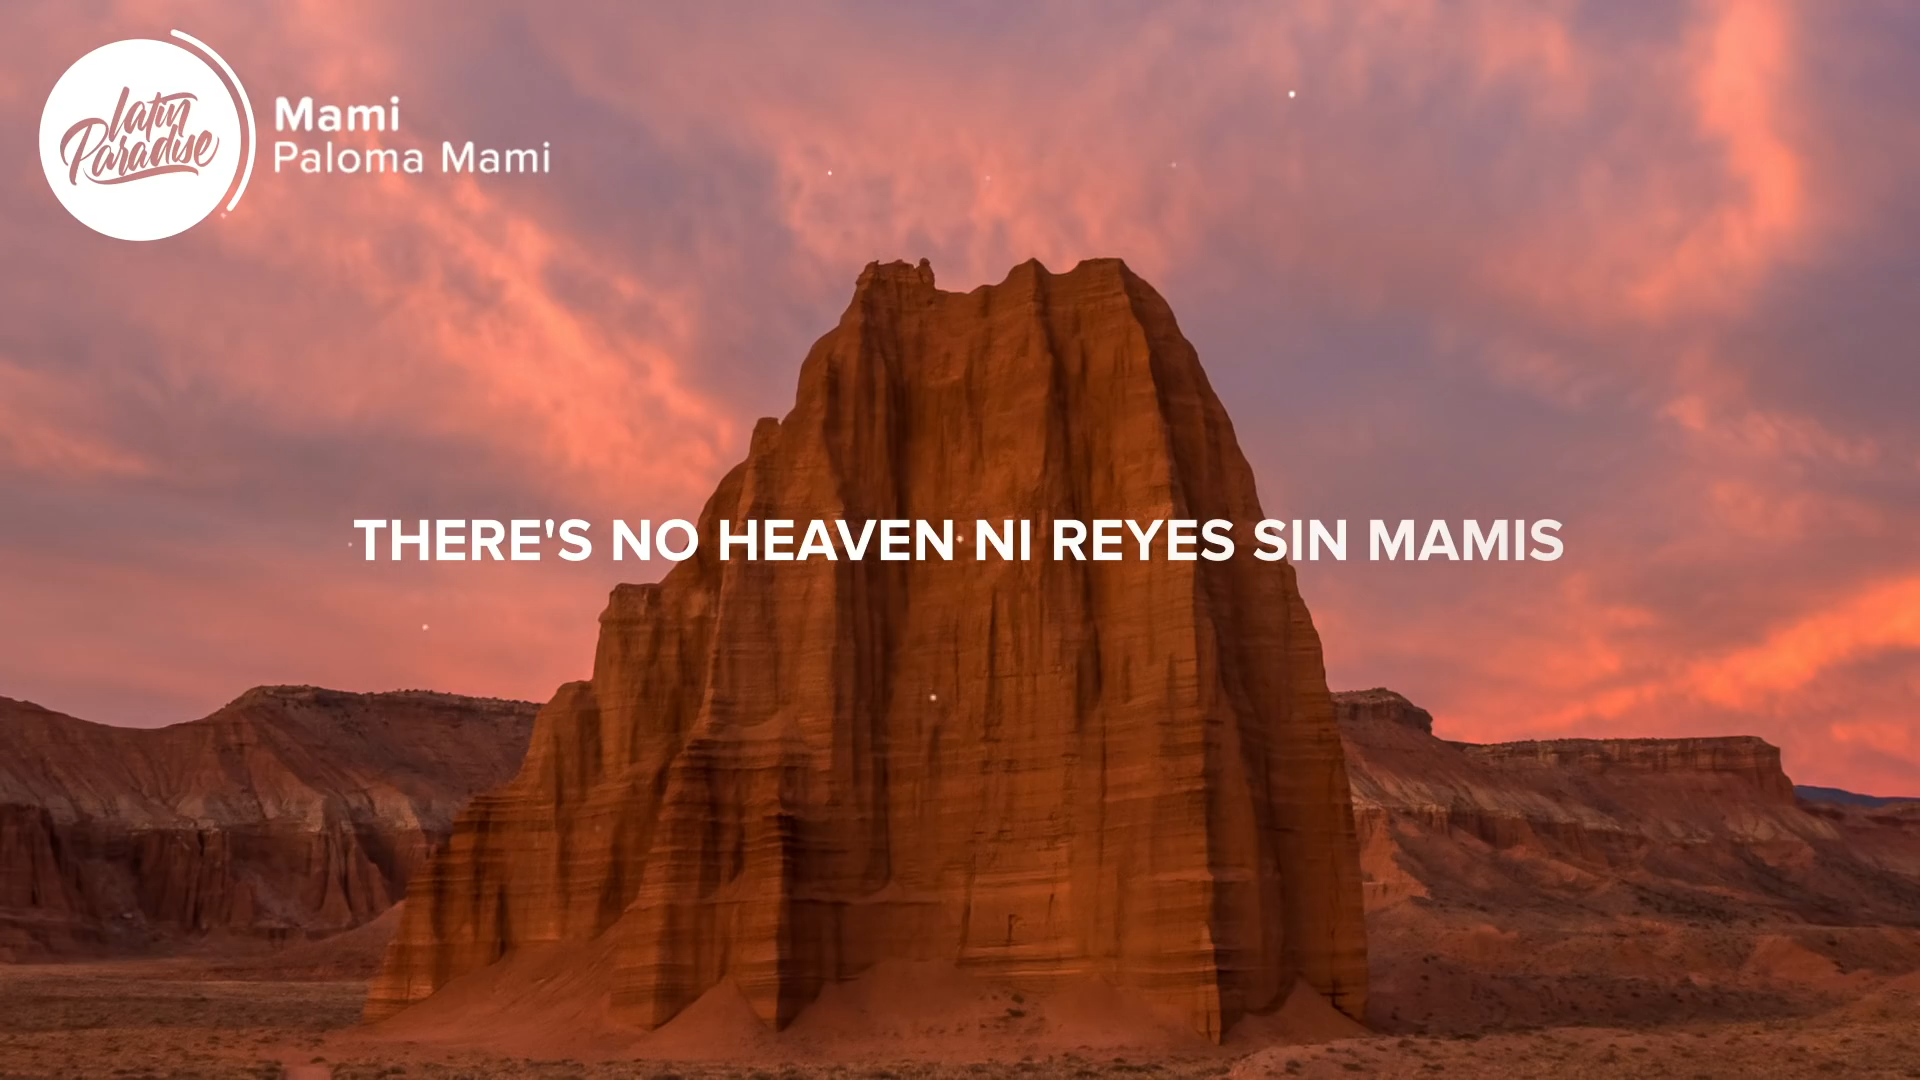 latin
Paradise
Mami
Paloma Mami
THERE'S NO HEAVEN NI REYES SIN MAMIS